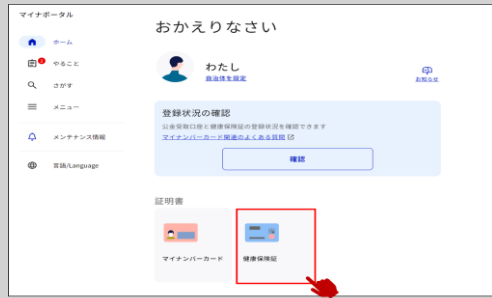 マイナポータル
ホーム
やること
さがす
メニュー
メンテナンス情報
言語/Language
おかえりなさい
わたし
自治体を設定
お知らせ
登録状況の確認
公金受取口座と健康保険証の登録状況を確認できます
マイナンバーカード関連のよくある質問
確認
証明書
マイナンバーカード
健康保険証